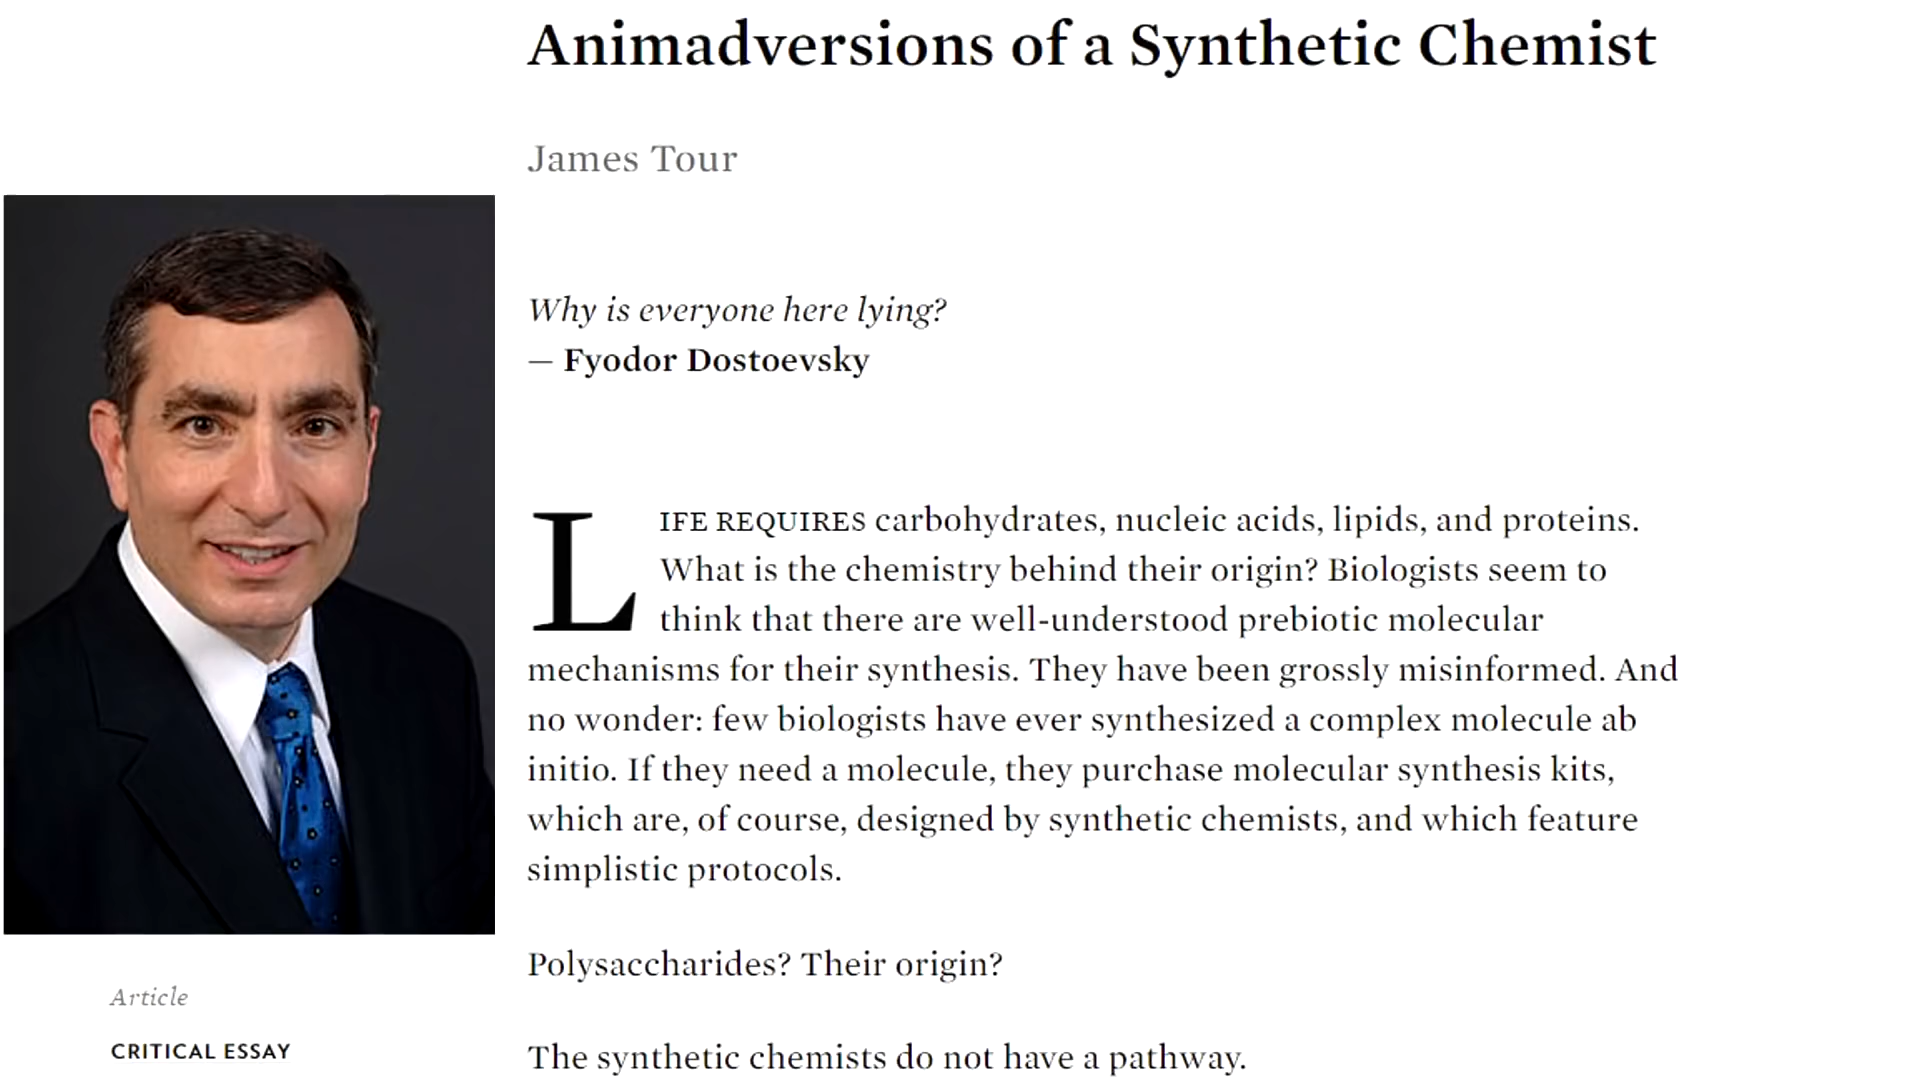 Animadversions of a Synthetic Chemist
James Tour
Why is everyone here lying?
— Fyodor Dostoevsky
LIFE REQUIRES carbohydrates, nucleic acids, lipids, and proteins.
What is the chemistry behind their origin? Biologists seem to
think that there are well-understood prebiotic molecular
mechanisms for their synthesis. They have been grossly misinformed. And
no wonder: few biologists have ever synthesized a complex molecule ab
initio. If they need a molecule, they purchase molecular synthesis kits,
which are, of course, designed by synthetic chemists, and which feature
simplistic protocols.
Polysaccharides? Their origin?
The synthetic chemists do not have a pathway.
Article
CRITICAL ESSAY